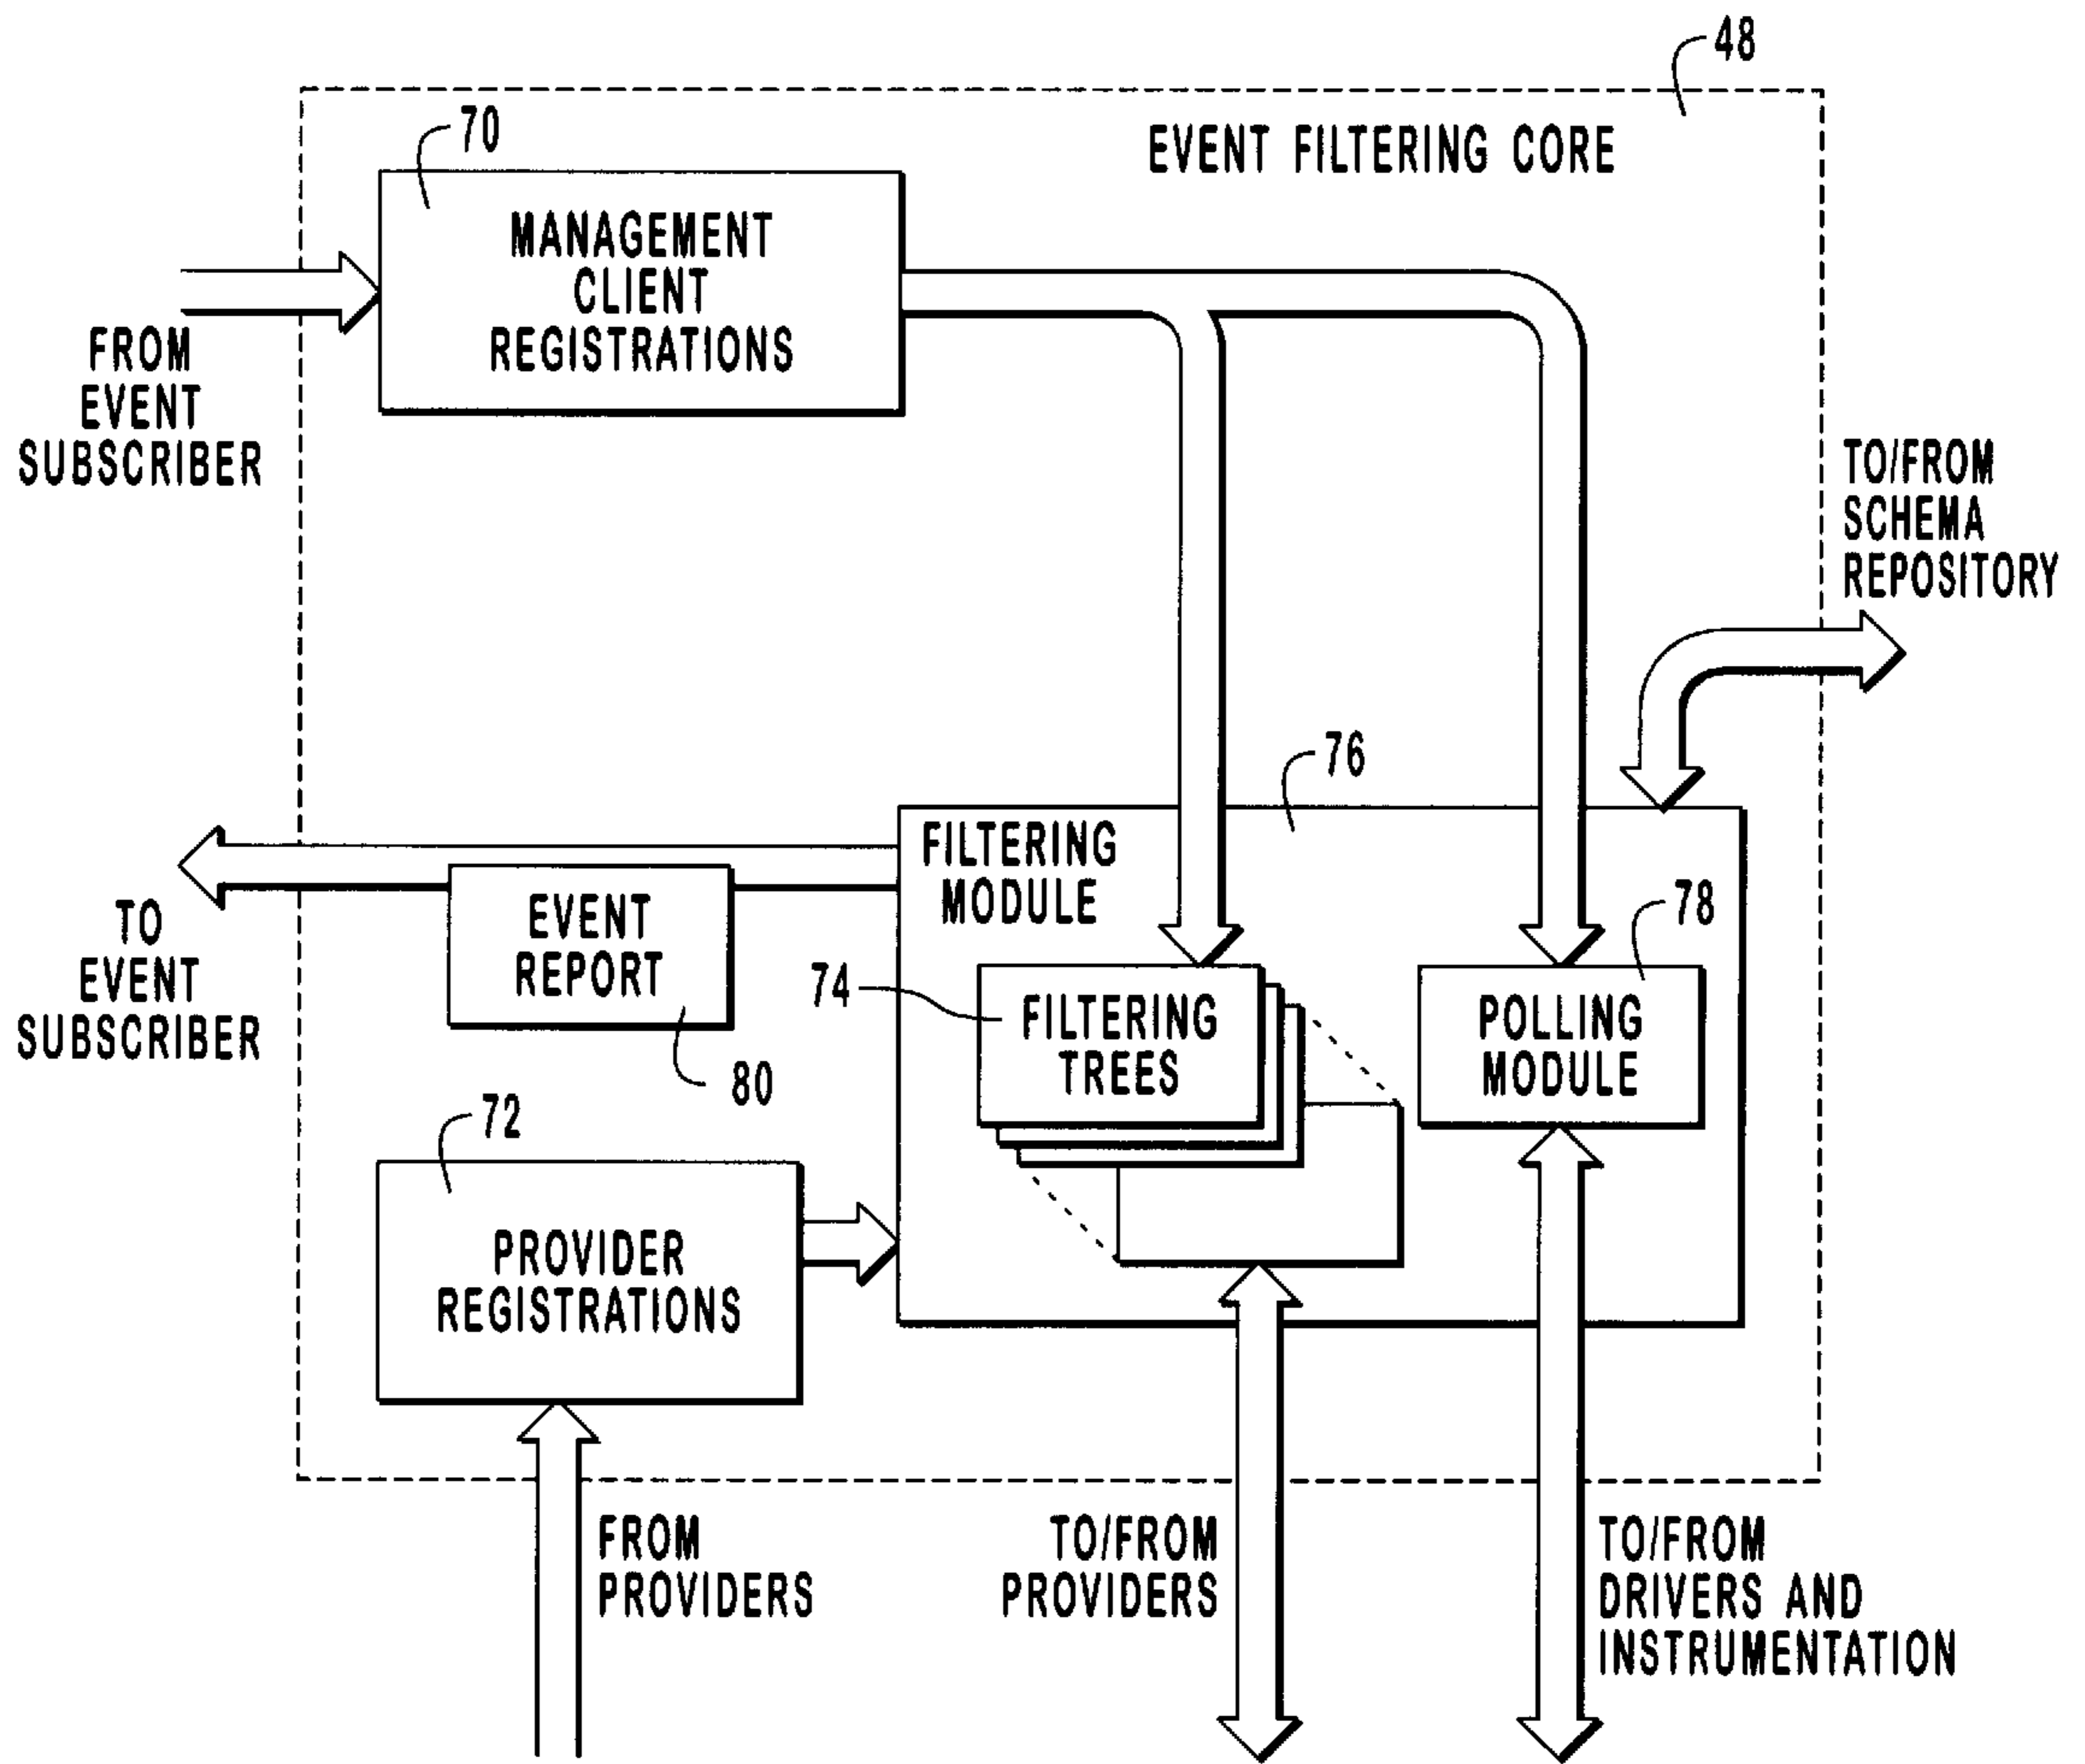 48
EVENT FILTERING CORE
70
MANAGEMENT
CLIENT
REGISTRATIONS
FROM
EVENT
SUBSCRIBER
TO/FROM
SCHEMA
REPOSITORY
76
FILTERING
MODULE
78
POLLING
MODULE
74
FILTERING
TREES
EVENT
REPORT
80
TO
EVENT
SUBSCRIBER
72
PROVIDER
REGISTRATIONS
FROM
PROVIDERS
TO/FROM
PROVIDERS
TO/FROM
DRIVERS AND
INSTRUMENTATION